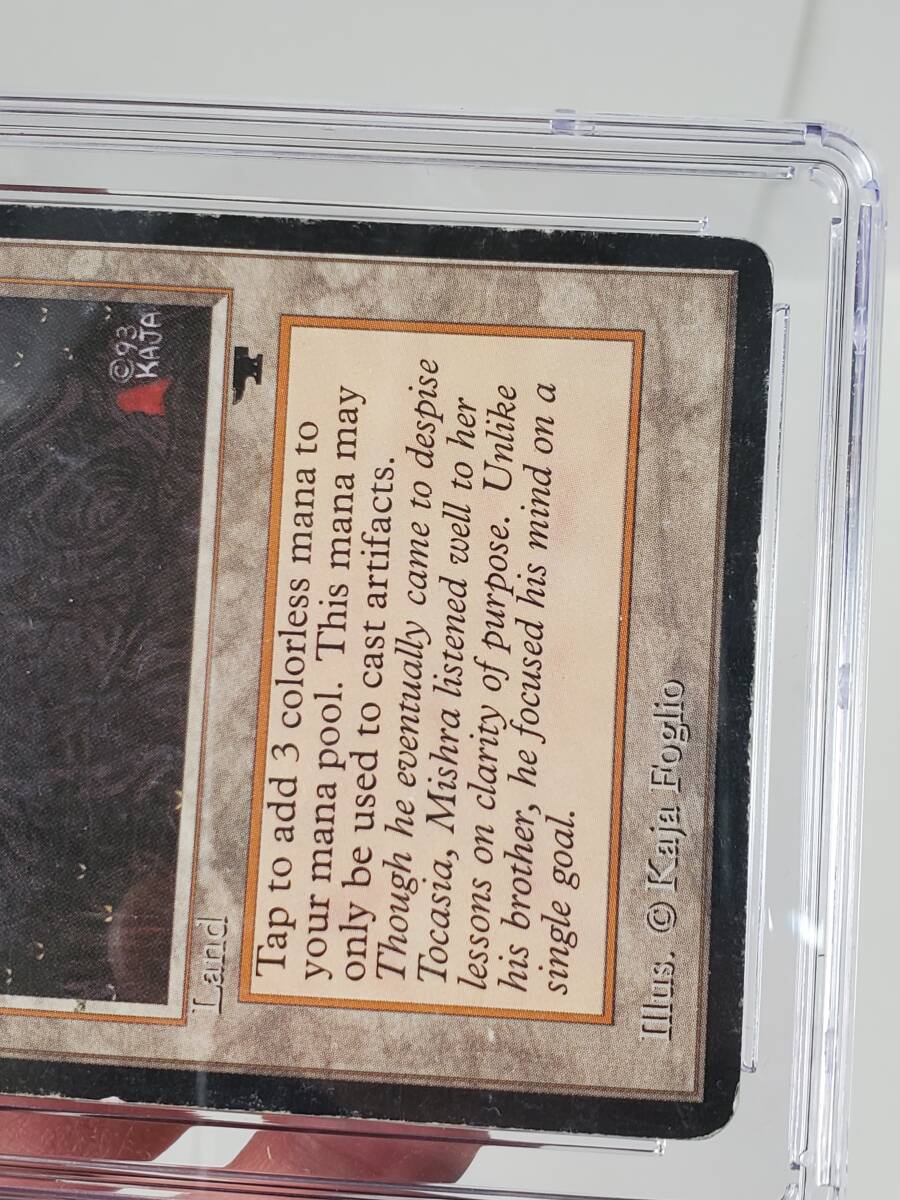 ©93
KAJA
Land
Tap to add 3 colorless mana to
your mana pool.  This mana may
only be used to cast artifacts.
Though he eventually came to despise
Tocasia, Mishra listened well to her
lessons on clarity of purpose.  Unlike
his brother, he focused his mind on a
single goal.
Illus. © Kaja Foglio